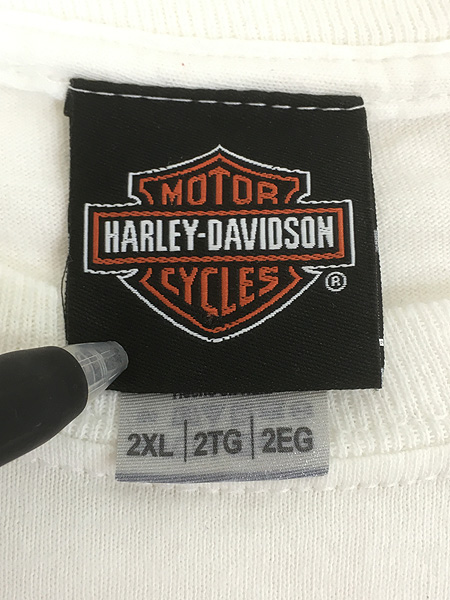 MOTOR
HARLEY-DAVIDSON
CYCLES
®
2XL | 2TG | 2EG